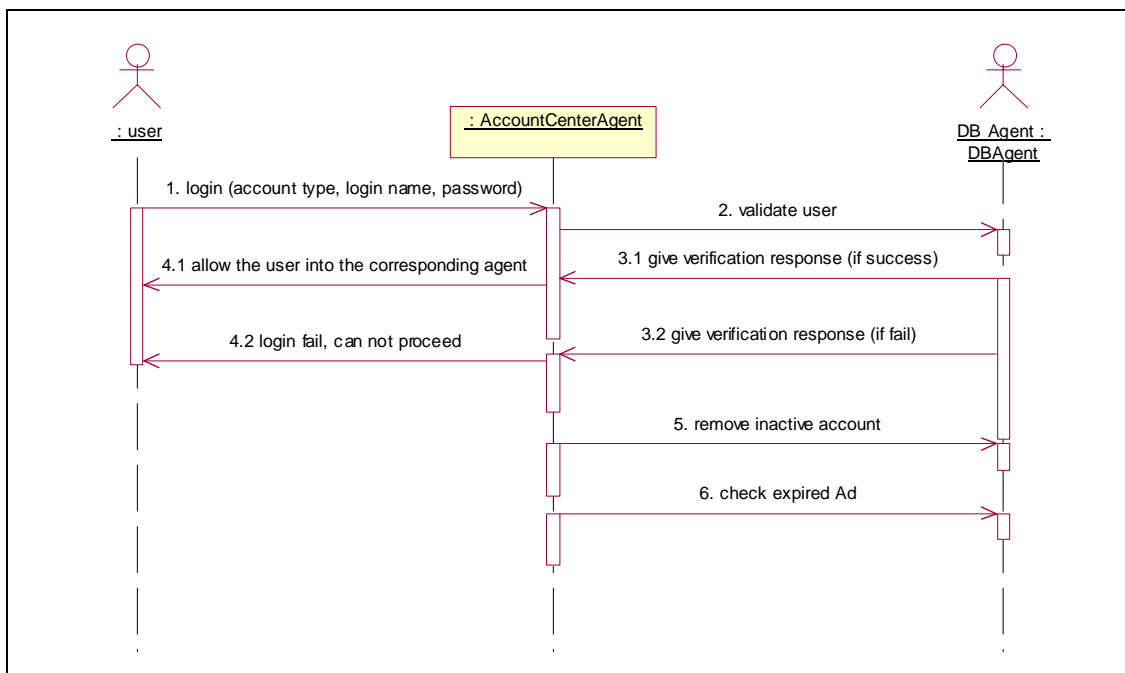 : user
: AccountCenterAgent
DB Agent :
DBAgent
1. login (account type, login name, password)
2. validate user
3.1 give verification response (if success)
4.1 allow the user into the corresponding agent
3.2 give verification response (if fail)
4.2 login fail, can not proceed
5. remove inactive account
6. check expired Ad